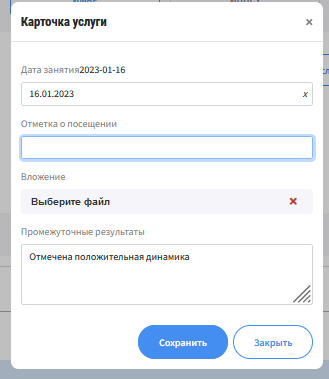 Карточка услуги ×
Дата занятия2023-01-16
16.01.2023 x
Отметка о посещении
Вложение
Выберите файл ×
Промежуточные результаты
Отмечена положительная динамика
Сохранить Закрыть